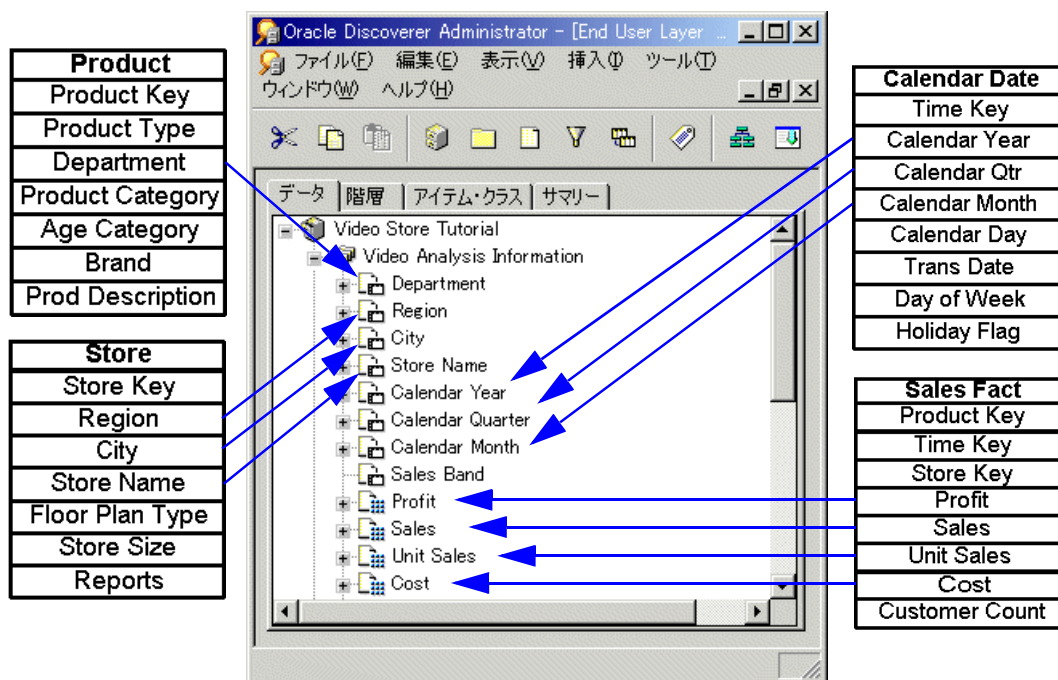 Product
Product Key
Product Type
Department
Product Category
Age Category
Brand
Prod Description
Store
Store Key
Region
City
Store Name
Floor Plan Type
Store Size
Reports
Oracle Discoverer Administrator - [End User Layer ...
ファイル(F) 編集(E) 表示(V) 挿入(I) ツール(T)
ウィンドウ(W) ヘルプ(H)
データ 階層 アイテム・クラス サマリー
Video Store Tutorial
Video Analysis Information
Department
Region
City
Store Name
Calendar Year
Calendar Quarter
Calendar Month
Sales Band
Profit
Sales
Unit Sales
Cost
Calendar Date
Time Key
Calendar Year
Calendar Qtr
Calendar Month
Calendar Day
Trans Date
Day of Week
Holiday Flag
Sales Fact
Product Key
Time Key
Store Key
Profit
Sales
Unit Sales
Cost
Customer Count